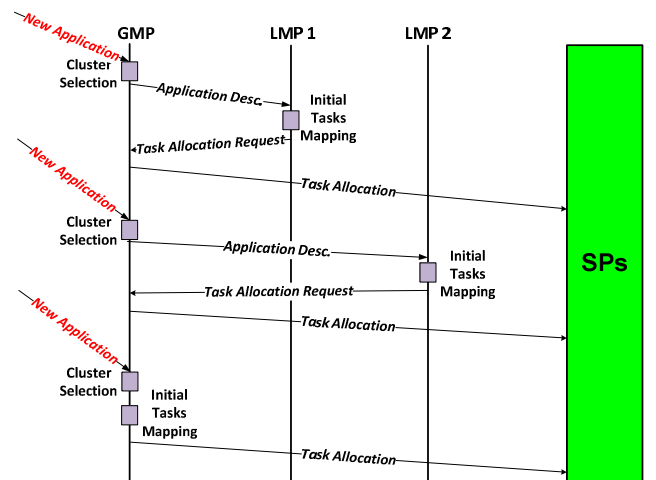 GMP
LMP 1
LMP 2
New Application
Cluster
Selection
Application Desc.
Initial
Tasks
Mapping
Task Allocation Request
Task Allocation
New Application
Cluster
Selection
Application Desc.
Initial
Tasks
Mapping
SPs
Task Allocation Request
Task Allocation
New Application
Cluster
Selection
Initial
Tasks
Mapping
Task Allocation